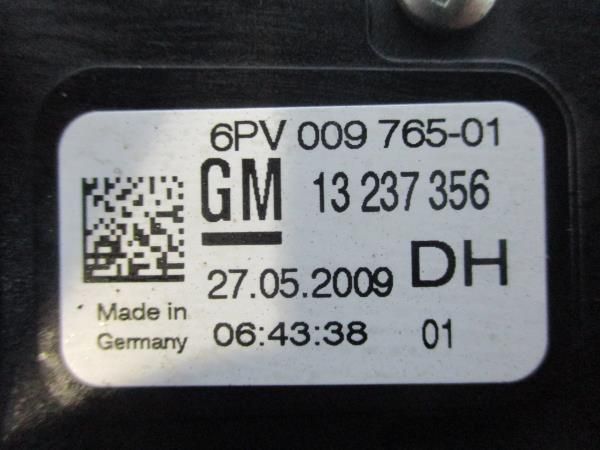 6PV 009 765-01
GM 13 237 356
27.05.2009 DH
Made in
Germany
06:43:38 01